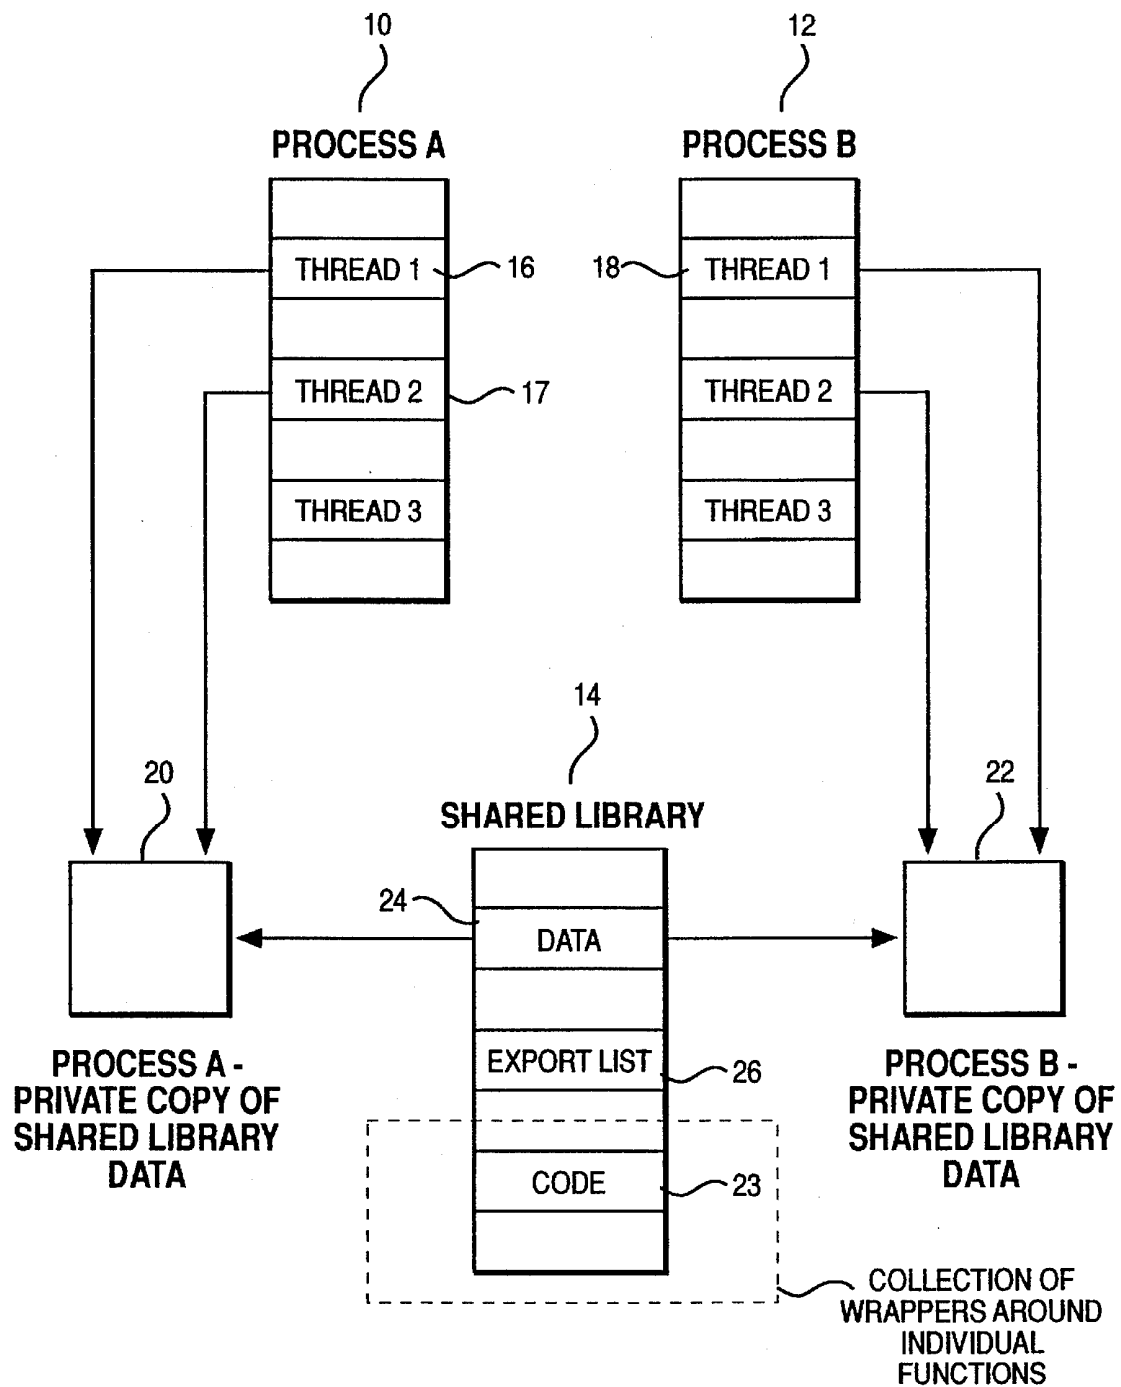 10
12
PROCESS A
PROCESS B
THREAD 1
16
18
THREAD 1
THREAD 2
17
THREAD 2
THREAD 3
THREAD 3
14
20
22
SHARED LIBRARY
24
DATA
EXPORT LIST
26
PROCESS A -
PRIVATE COPY OF
SHARED LIBRARY
DATA
PROCESS B -
PRIVATE COPY OF
SHARED LIBRARY
DATA
CODE
23
COLLECTION OF
WRAPPERS AROUND
INDIVIDUAL
FUNCTIONS